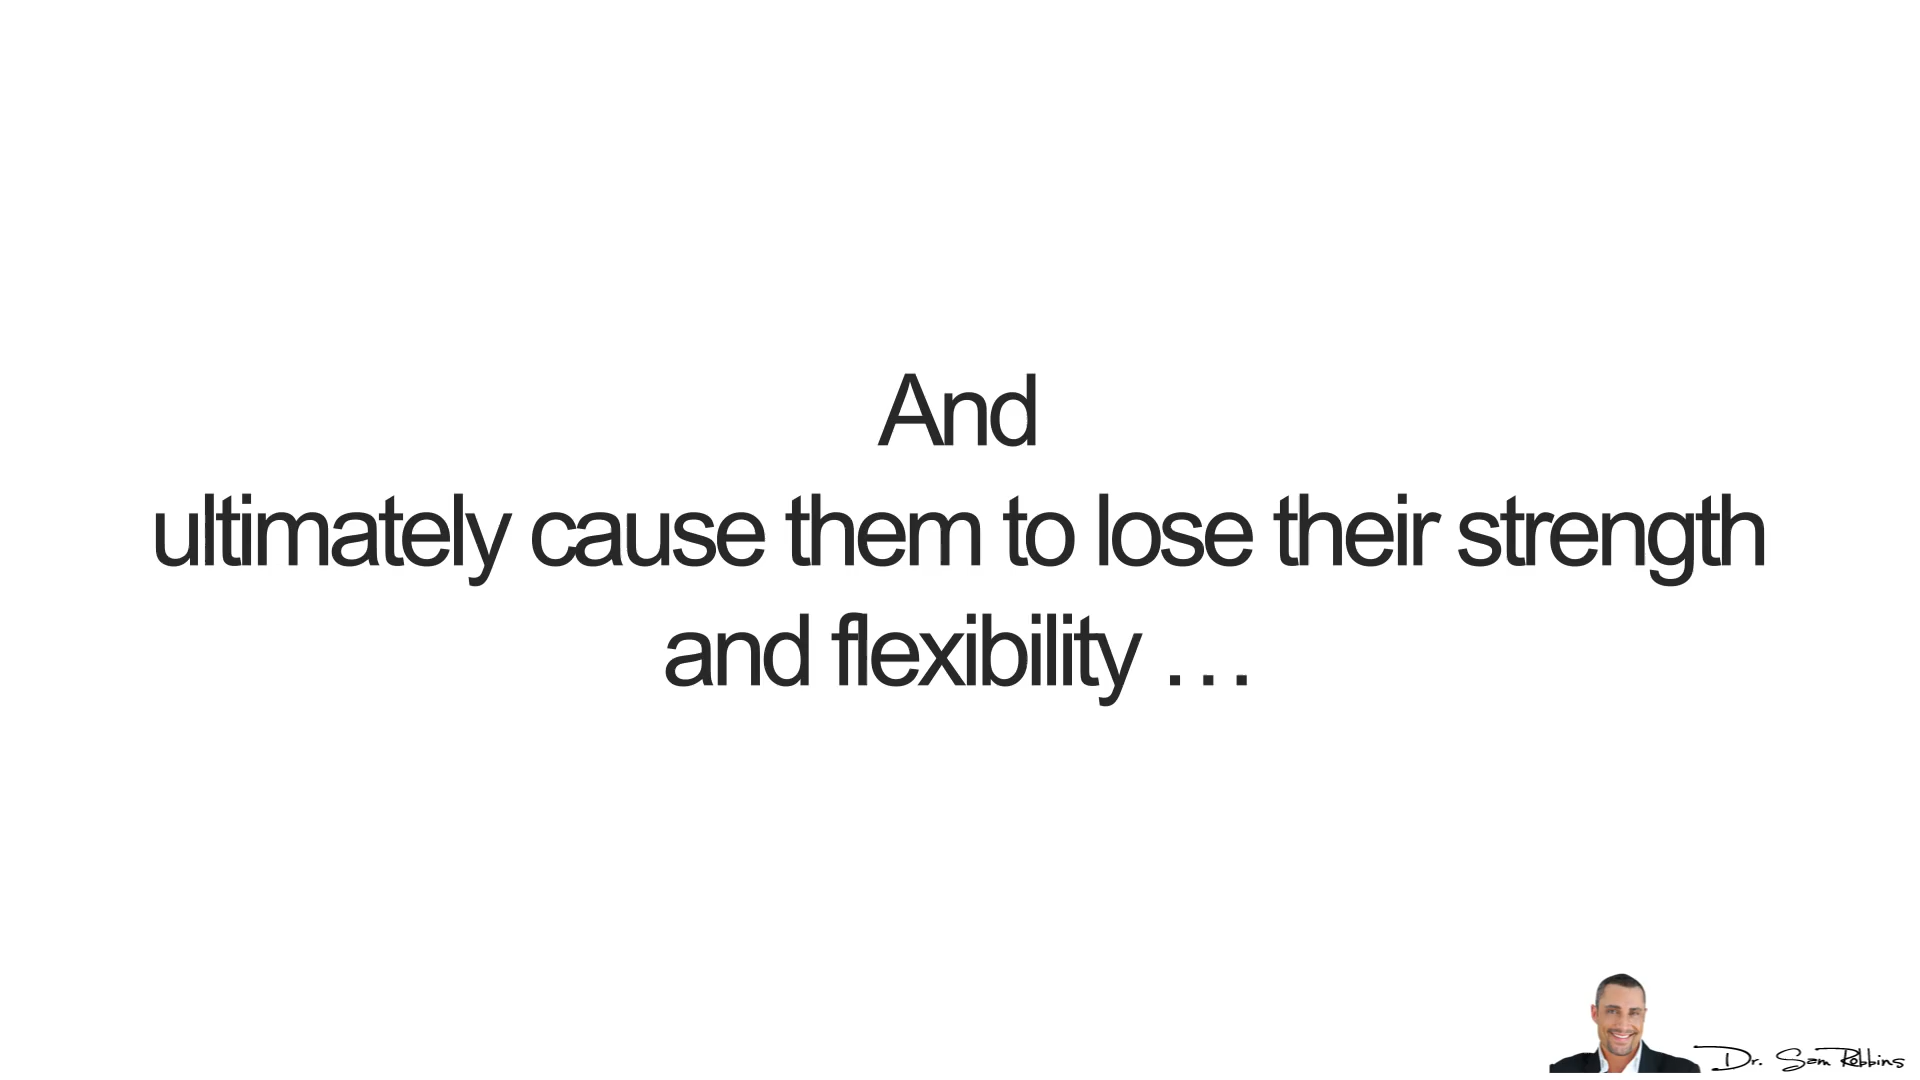 And
ultimately cause them to lose their strength
and flexibility …
Dr. Sam Robbins